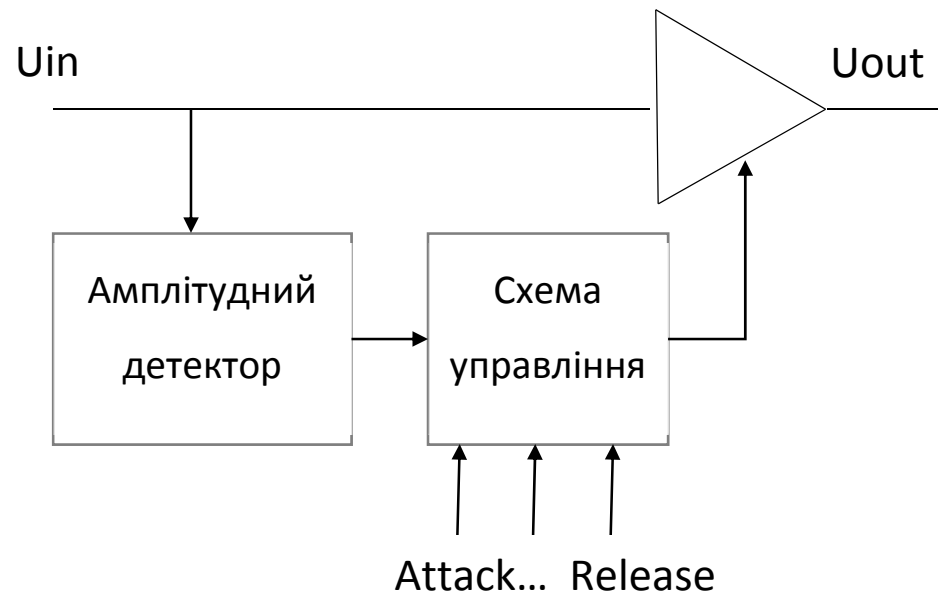 Uin
Uout
Амплітудний
детектор
Схема
управління
Attack... Release